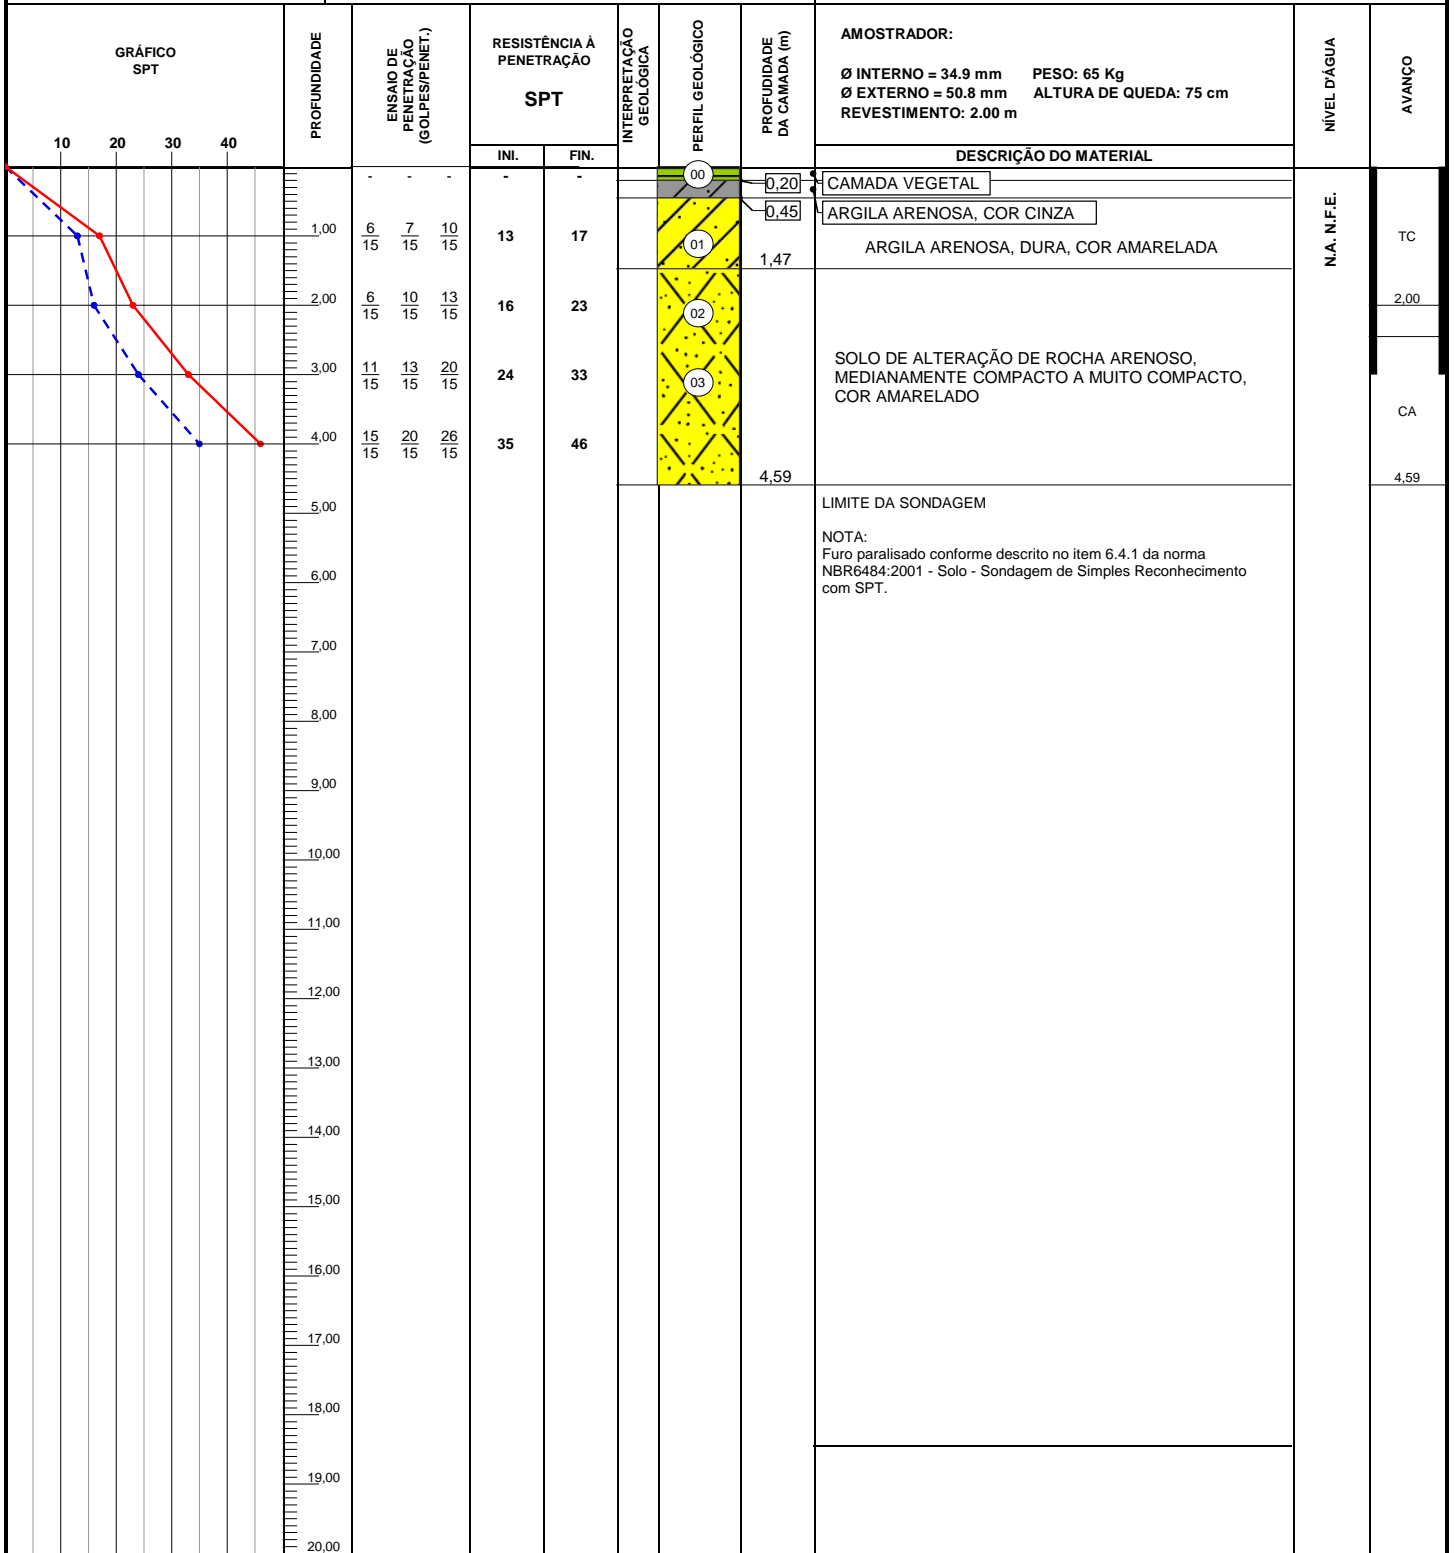 GRÁFICO
SPT
10 20 30 40
PROFUNDIDADE
ENSAIO DE
PENETRAÇÃO
(GOLPES/PENET.)
RESISTÊNCIA À
PENETRAÇÃO
SPT
INI. FIN.
INTERPRETAÇÃO
GEOLÓGICA
PERFIL GEOLÓGICO
PROFUDIDADE
DA CAMADA (m)
AMOSTRADOR:
Ø INTERNO = 34.9 mm PESO: 65 Kg
Ø EXTERNO = 50.8 mm ALTURA DE QUEDA: 75 cm
REVESTIMENTO: 2.00 m
DESCRIÇÃO DO MATERIAL
NÍVEL D'ÁGUA
AVANÇO
- - - - - 00 0,20 CAMADA VEGETAL
0,45 ARGILA ARENOSA, COR CINZA
N.A. N.F.E.
1,00 6/15 7/15 10/15 13 17 01 TC
1,47 ARGILA ARENOSA, DURA, COR AMARELADA
2,00 6/15 10/15 13/15 16 23 02 2,00
SOLO DE ALTERAÇÃO DE ROCHA ARENOSO,
MEDIANAMENTE COMPACTO A MUITO COMPACTO,
COR AMARELADO
3,00 11/15 13/15 20/15 24 33 03
CA
4,00 15/15 20/15 26/15 35 46
4,59 4,59
LIMITE DA SONDAGEM
5,00
NOTA:
Furo paralisado conforme descrito no item 6.4.1 da norma
NBR6484:2001 - Solo - Sondagem de Simples Reconhecimento
com SPT.
6,00
7,00
8,00
9,00
10,00
11,00
12,00
13,00
14,00
15,00
16,00
17,00
18,00
19,00
20,00